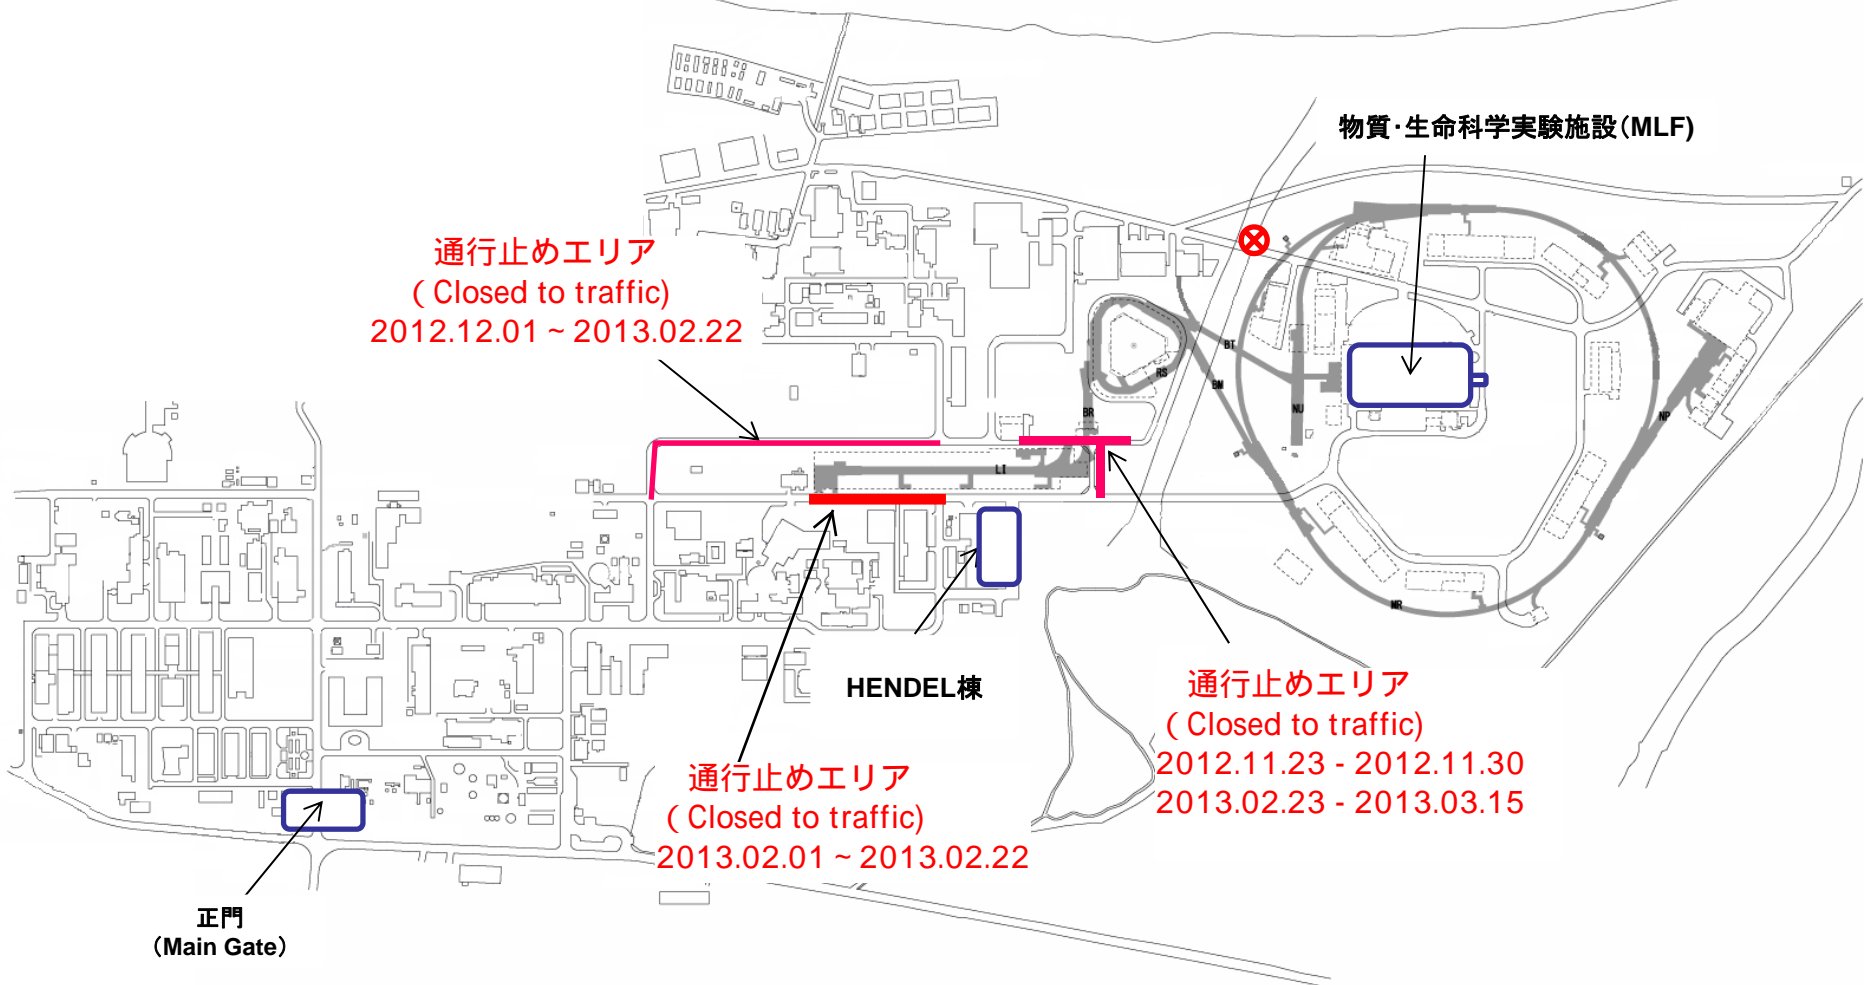 物質・生命科学実験施設(MLF)
通行止めエリア
( Closed to traffic)
2012.12.01 ~ 2013.02.22
BT
RS
BM
BR
NU
NP
LI
MR
HENDEL棟
通行止めエリア
( Closed to traffic)
2012.11.23 - 2012.11.30
2013.02.23 - 2013.03.15
通行止めエリア
( Closed to traffic)
2013.02.01 ~ 2013.02.22
正門
(Main Gate)